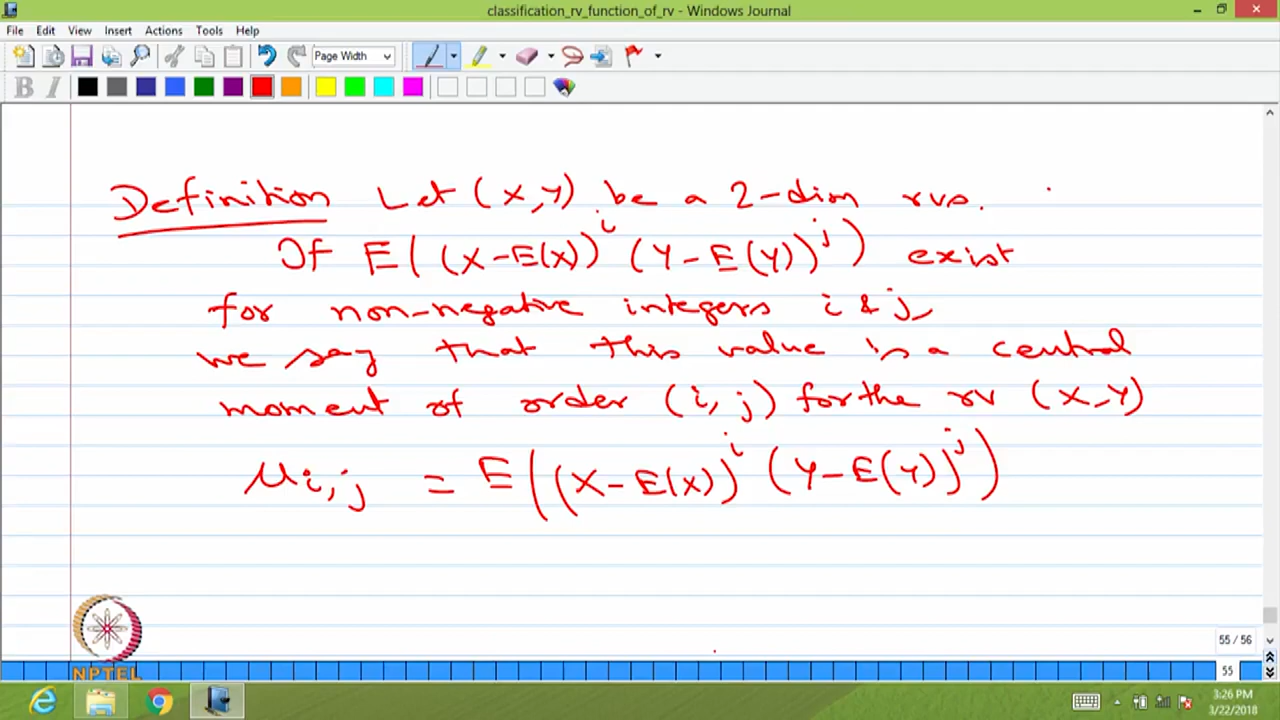 classification_rv_function_of_rv - Windows Journal
File Edit View Insert Actions Tools Help
Page Width
B I
Definition Let (X,Y) be a 2-dim rvs.
If E((X-E(X))^i (Y-E(Y))^j) exist
for non-negative integers i & j,
we say that this value is a central
moment of order (i, j) for the rv (X,Y)
μ_{i,j} = E((X-E(X))^i (Y-E(Y))^j)
55 / 56
NPTEL
55
3:26 PM
3/22/2018